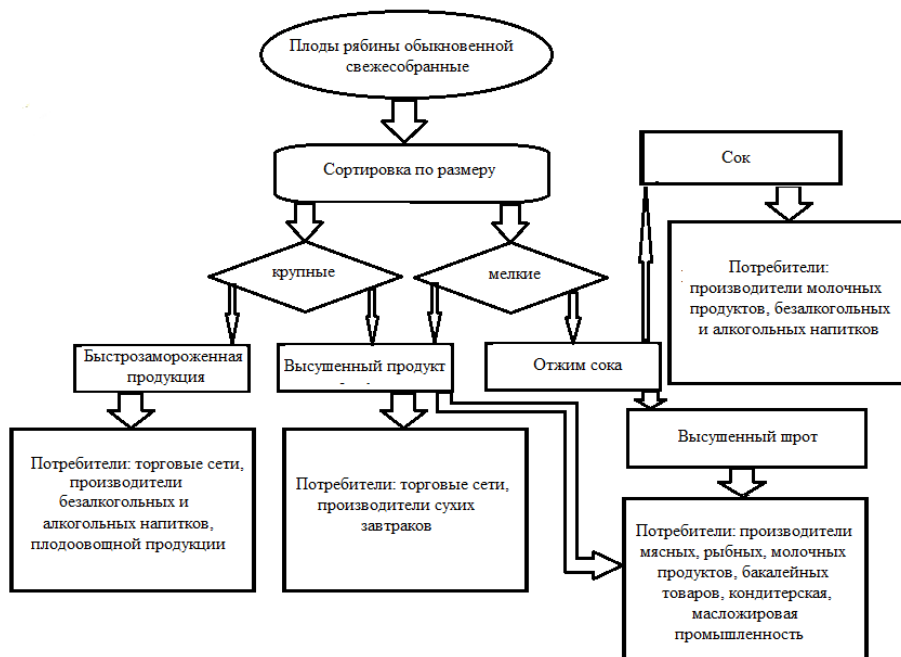 Плоды рябины обыкновенной
свежесобранные
Сортировка по размеру
Сок
крупные
мелкие
Потребители:
производители молочных
продуктов, безалкогольных
и алкогольных напитков
Быстрозамороженная
продукция
Высушенный продукт
Отжим сока
Высушенный шрот
Потребители: торговые сети,
производители
безалкогольных и
алкогольных напитков,
плодоовощной продукции
Потребители: торговые сети,
производители сухих
завтраков
Потребители: производители
мясных, рыбных, молочных
продуктов, бакалейных
товаров, кондитерская,
масложировая
промышленность